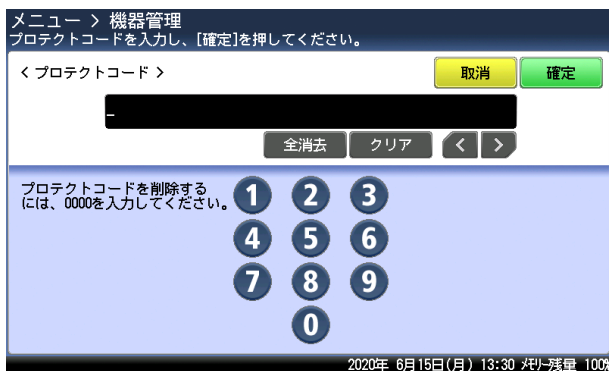 メニュー > 機器管理
プロテクトコードを入力し、[確定]を押してください。
< プロテクトコード >
取消
確定
_
全消去
クリア
<
>
プロテクトコードを削除する
には、0000を入力してください。
1 2 3
4 5 6
7 8 9
0
2020年 6月15日(月) 13:30 メモリー残量 100%